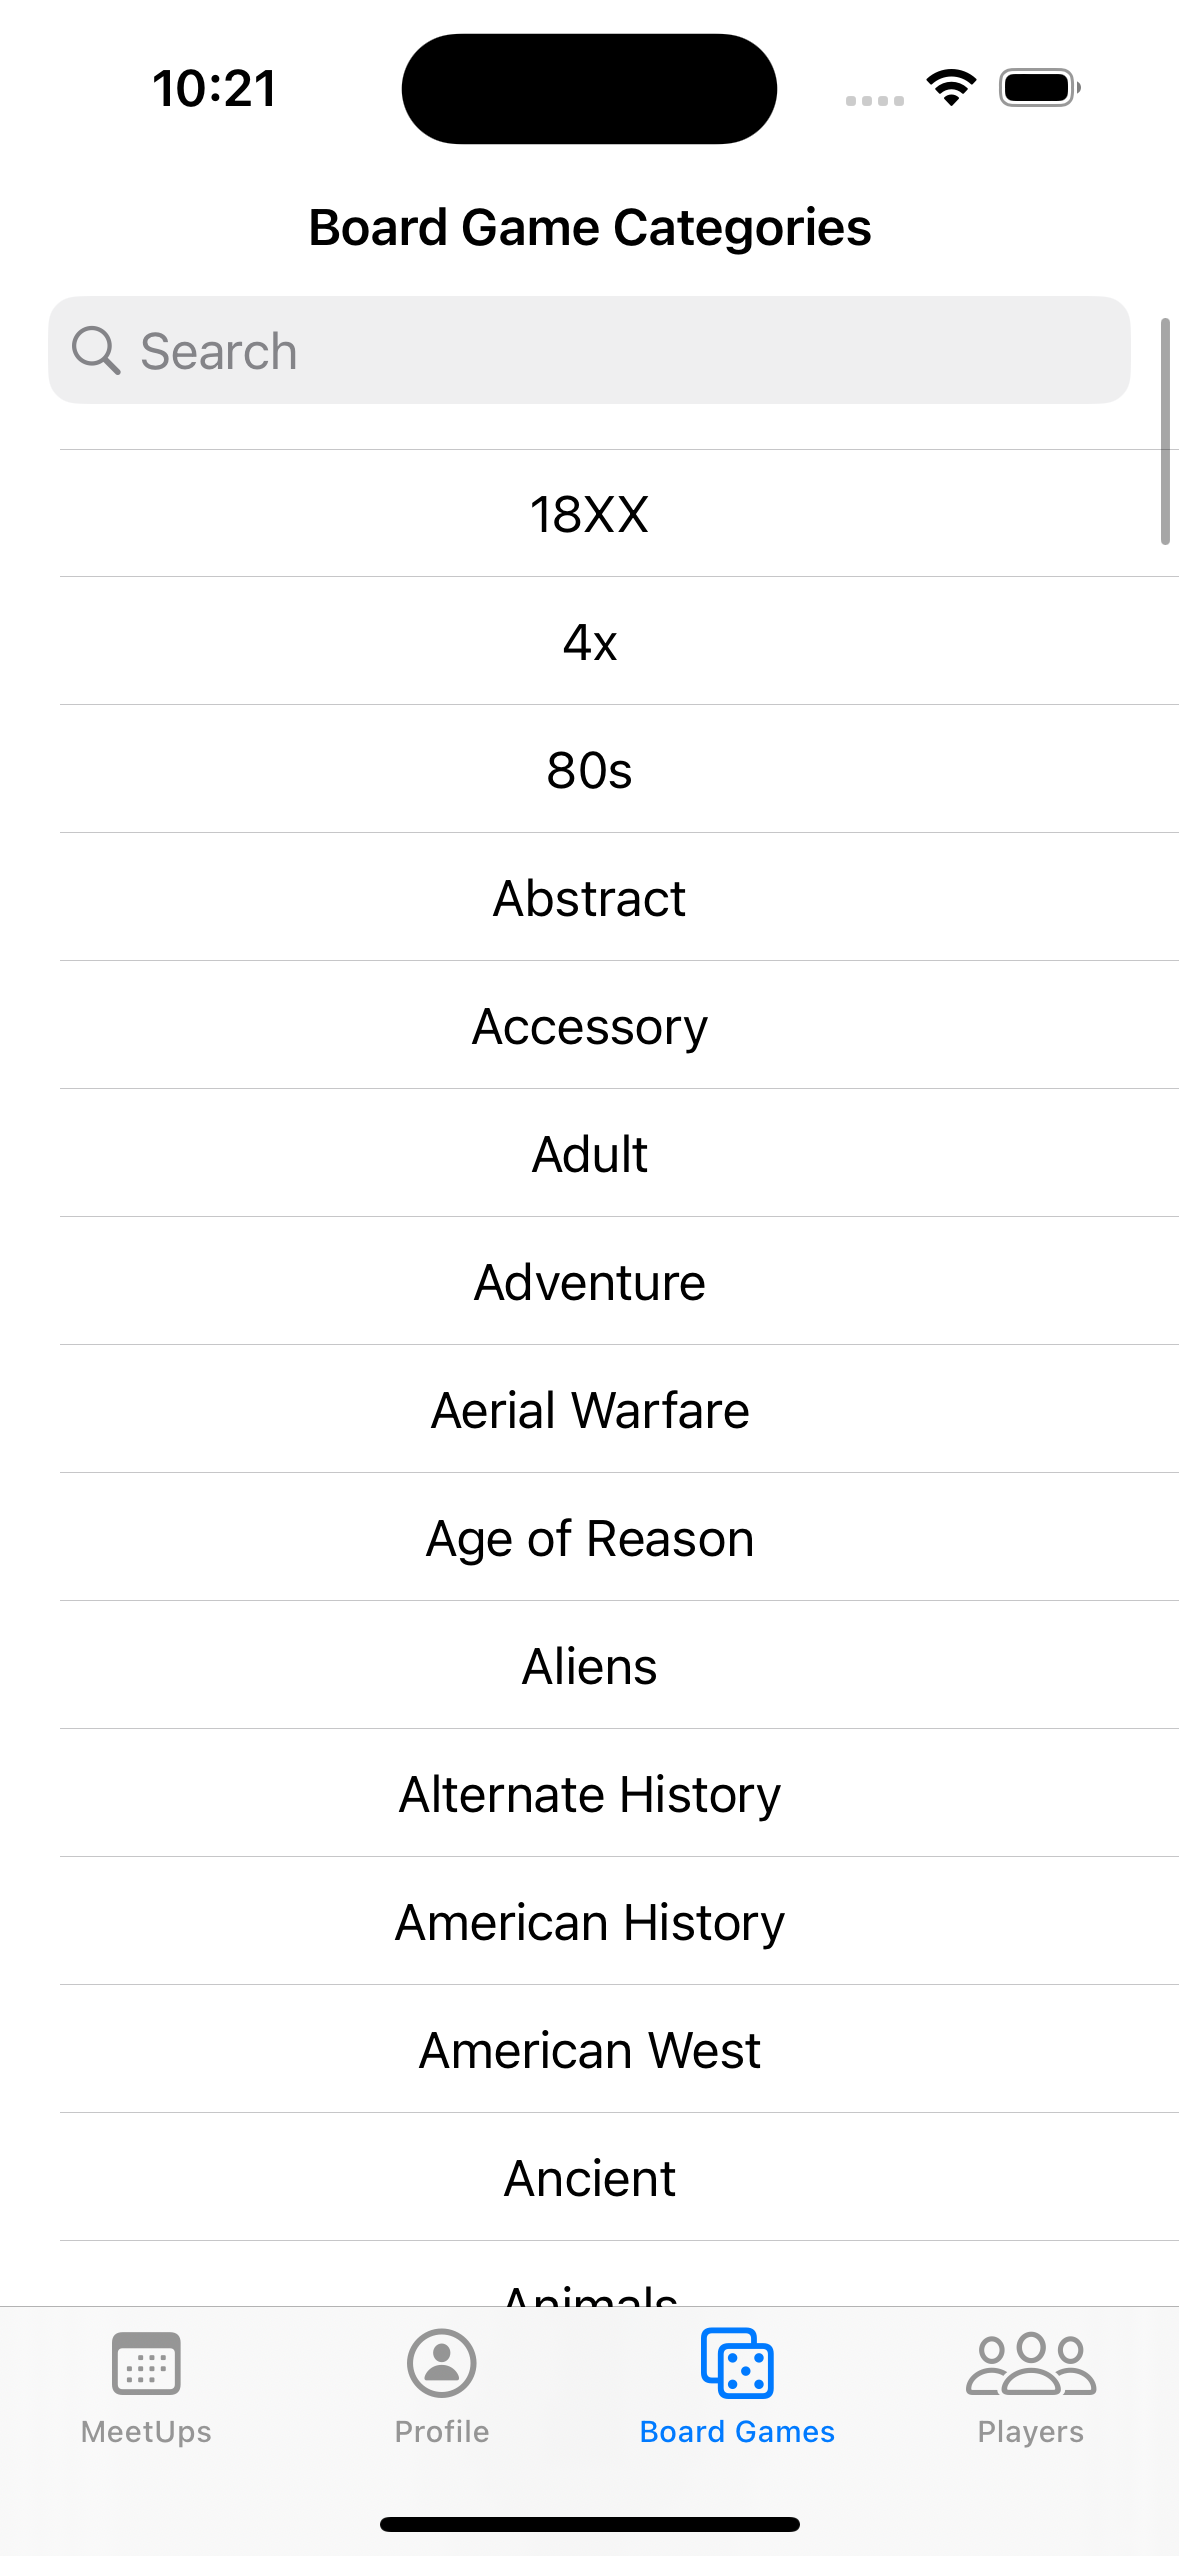 10:21
Board Game Categories
Search
18XX
4x
80s
Abstract
Accessory
Adult
Adventure
Aerial Warfare
Age of Reason
Aliens
Alternate History
American History
American West
Ancient
Animals
MeetUps
Profile
Board Games
Players